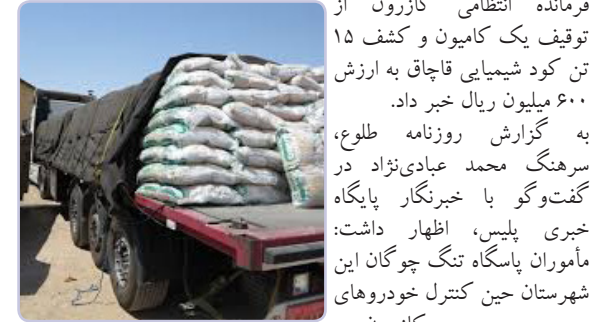 فرمانده انتظامی کازرون از
توقیف یک کامیون و کشف ۱۵
تن کود شیمیایی قاچاق به ارزش
۶۰۰ میلیون ریال خبر داد.
به گزارش روزنامه طلوع،
سرهنگ محمد عبادی‌نژاد در
گفت‌وگو با خبرنگار پایگاه
خبری پلیس، اظهار داشت:
مأموران پاسگاه تنگ چوگان این
شهرستان حین کنترل خودروهای